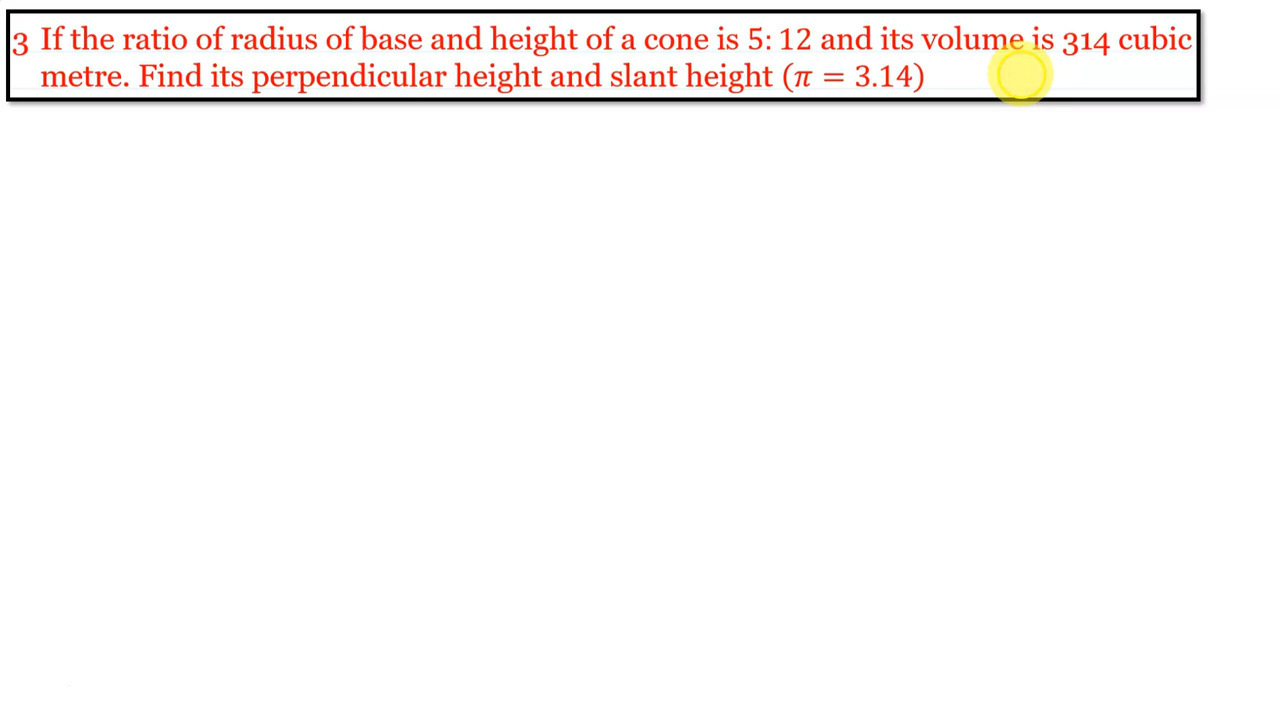 3 If the ratio of radius of base and height of a cone is 5: 12 and its volume is 314 cubic
metre. Find its perpendicular height and slant height (π = 3.14)